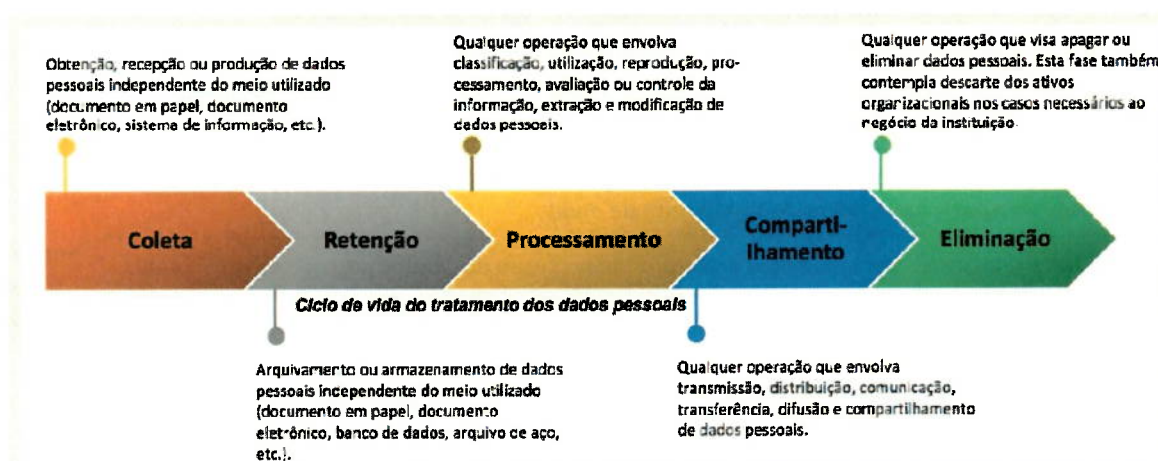 Obtenção, recepção ou produção de dados
pessoais independente do meio utilizado
(documento em papel, documento
eletrônico, sistema de informação, etc.).
Qualquer operação que envolva
classificação, utilização, reprodução, pro-
cessamento, avaliação ou controle da
informação, extração e modificação de
dados pessoais.
Qualquer operação que visa apagar ou
eliminar dados pessoais. Esta fase também
contempla descarte dos ativos
organizacionais nos casos necessários ao
negócio da instituição.
Coleta
Retenção
Processamento
Comparti-
lhamento
Eliminação
Ciclo de vida do tratamento dos dados pessoais
Arquivamento ou armazenamento de dados
pessoais independente do meio utilizado
(documento em papel, documento
eletrônico, banco de dados, arquivo de aço,
etc.).
Qualquer operação que envolva
transmissão, distribuição, comunicação,
transferência, difusão e compartilhamento
de dados pessoais.